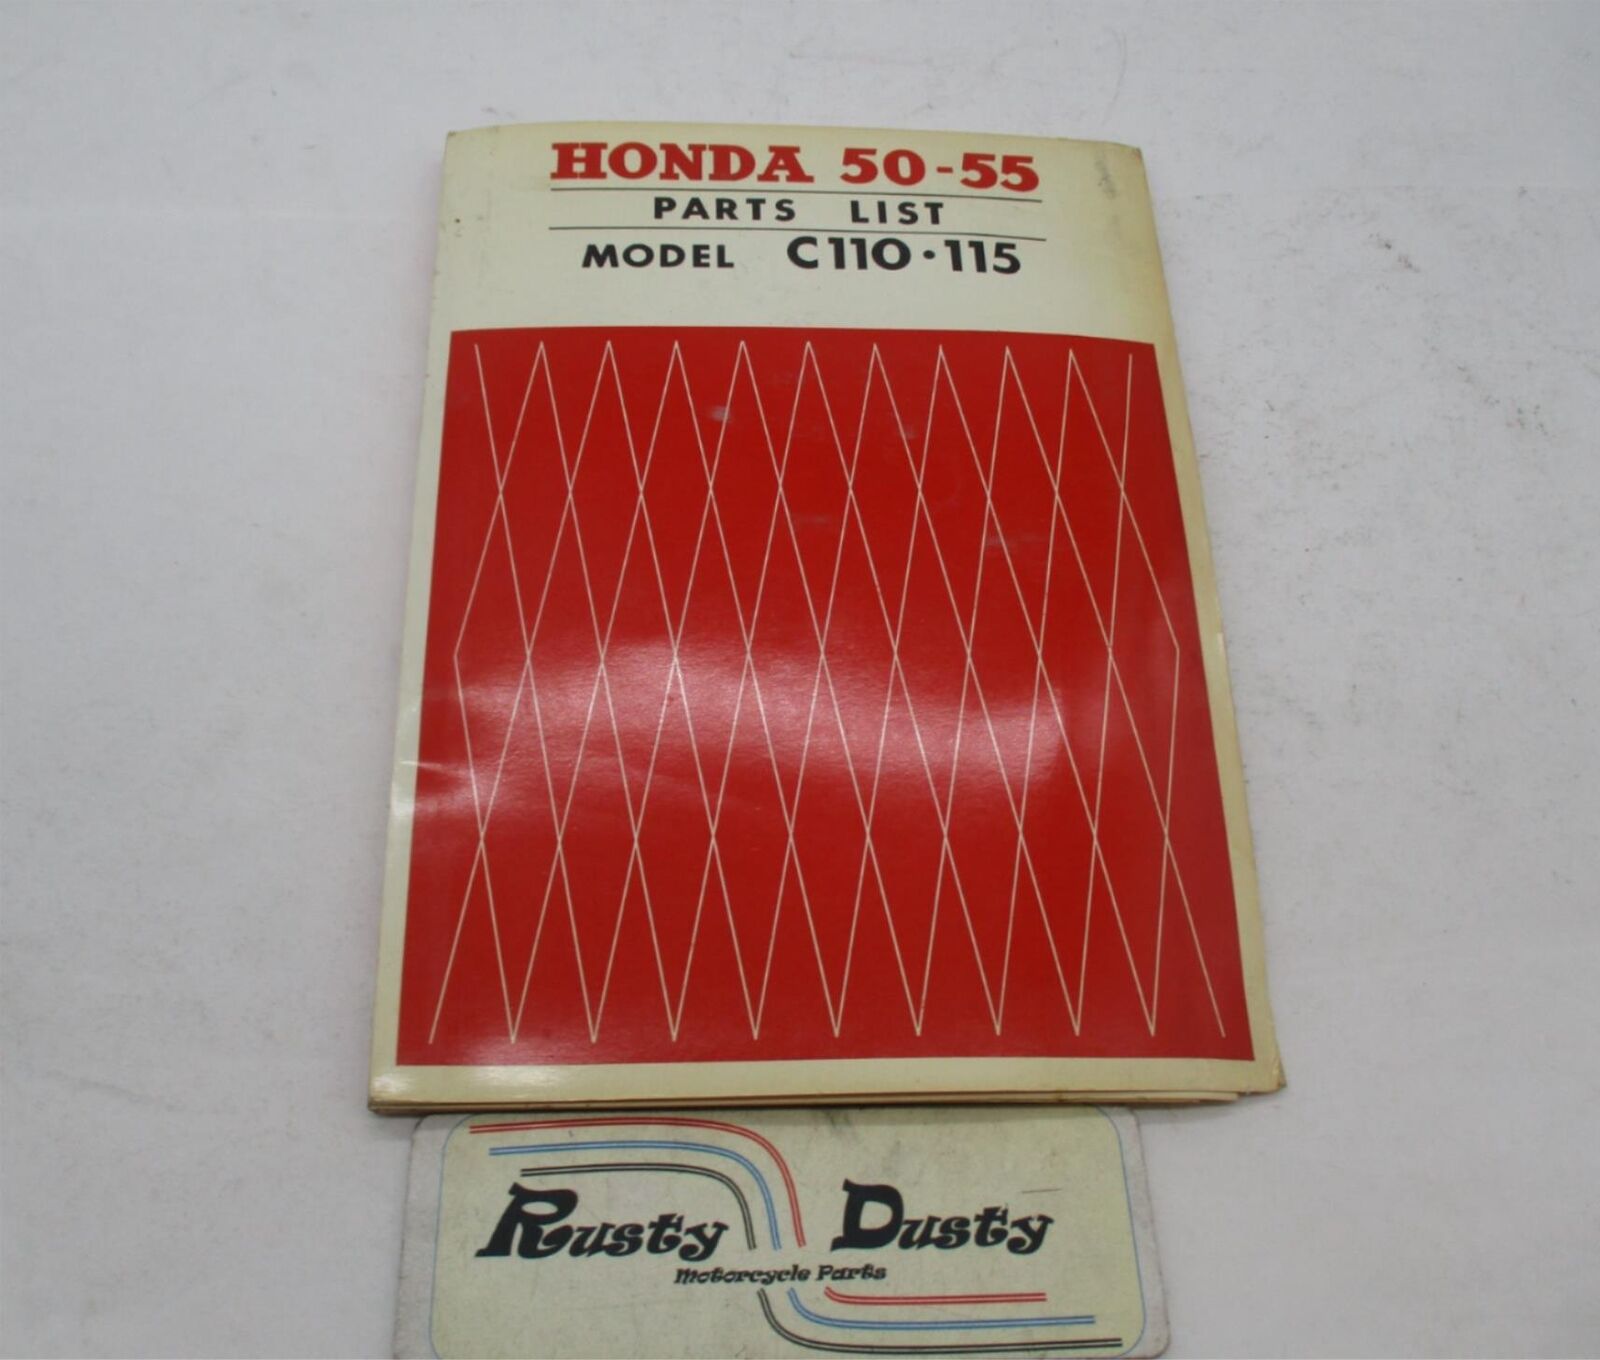 HONDA 50-55
PARTS LIST
MODEL C110·115
Rusty Dusty
Motorcycle Parts